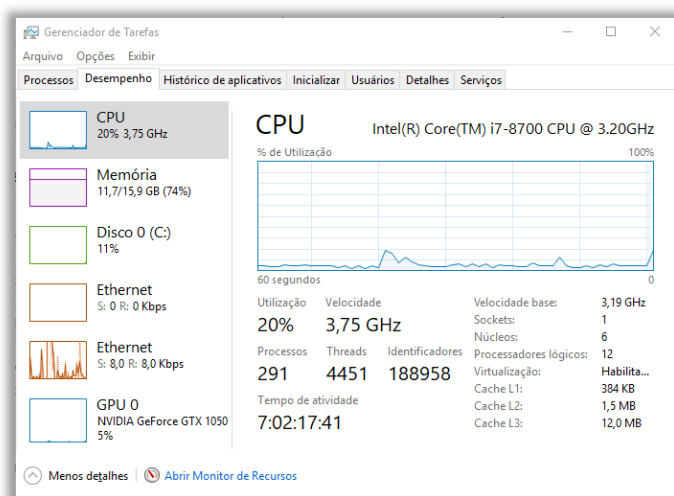 Gerenciador de Tarefas
Arquivo Opções Exibir
Processos Desempenho Histórico de aplicativos Inicializar Usuários Detalhes Serviços
CPU
20% 3,75 GHz
Memória
11,7/15,9 GB (74%)
Disco 0 (C:)
11%
Ethernet
S: 0 R: 0 Kbps
Ethernet
S: 8,0 R: 8,0 Kbps
GPU 0
NVIDIA GeForce GTX 1050
5%
CPU Intel(R) Core(TM) i7-8700 CPU @ 3.20GHz
% de Utilização 100%
60 segundos 0
Utilização Velocidade
20% 3,75 GHz
Processos Threads Identificadores
291 4451 188958
Tempo de atividade
7:02:17:41
Velocidade base: 3,19 GHz
Sockets: 1
Núcleos: 6
Processadores lógicos: 12
Virtualização: Habilita...
Cache L1: 384 KB
Cache L2: 1,5 MB
Cache L3: 12,0 MB
Menos detalhes Abrir Monitor de Recursos